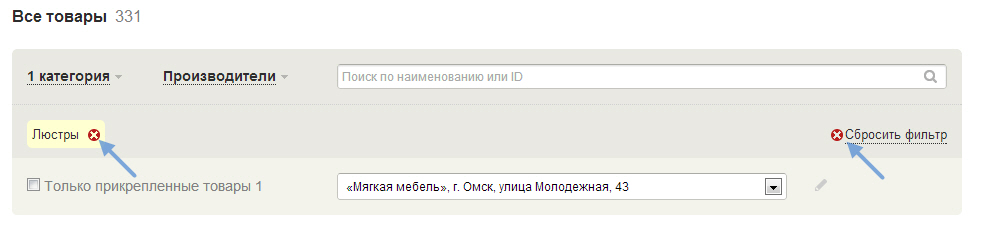 Все товары 331
1 категория Производители Поиск по наименованию или ID
Люстры Сбросить фильтр
Только прикрепленные товары 1 «Мягкая мебель», г. Омск, улица Молодежная, 43